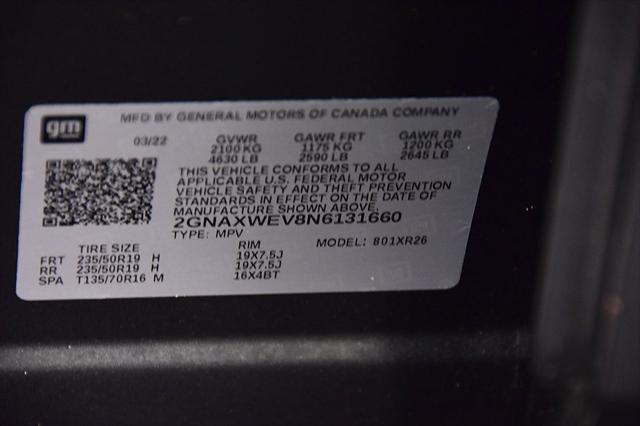 gm
MFD BY GENERAL MOTORS OF CANADA COMPANY
03/22 GVWR GAWR FRT GAWR RR
2100 KG 1175 KG 1200 KG
4630 LB 2590 LB 2645 LB
THIS VEHICLE CONFORMS TO ALL
APPLICABLE U.S. FEDERAL MOTOR
VEHICLE SAFETY AND THEFT PREVENTION
STANDARDS IN EFFECT ON THE DATE OF
MANUFACTURE SHOWN ABOVE.
2GNAXWEV8N6131660
TYPE: MPV MODEL: 801XR26
TIRE SIZE RIM
FRT 235/50R19 H 19X7.5J
RR 235/50R19 H 19X7.5J
SPA T135/70R16 M 16X4BT